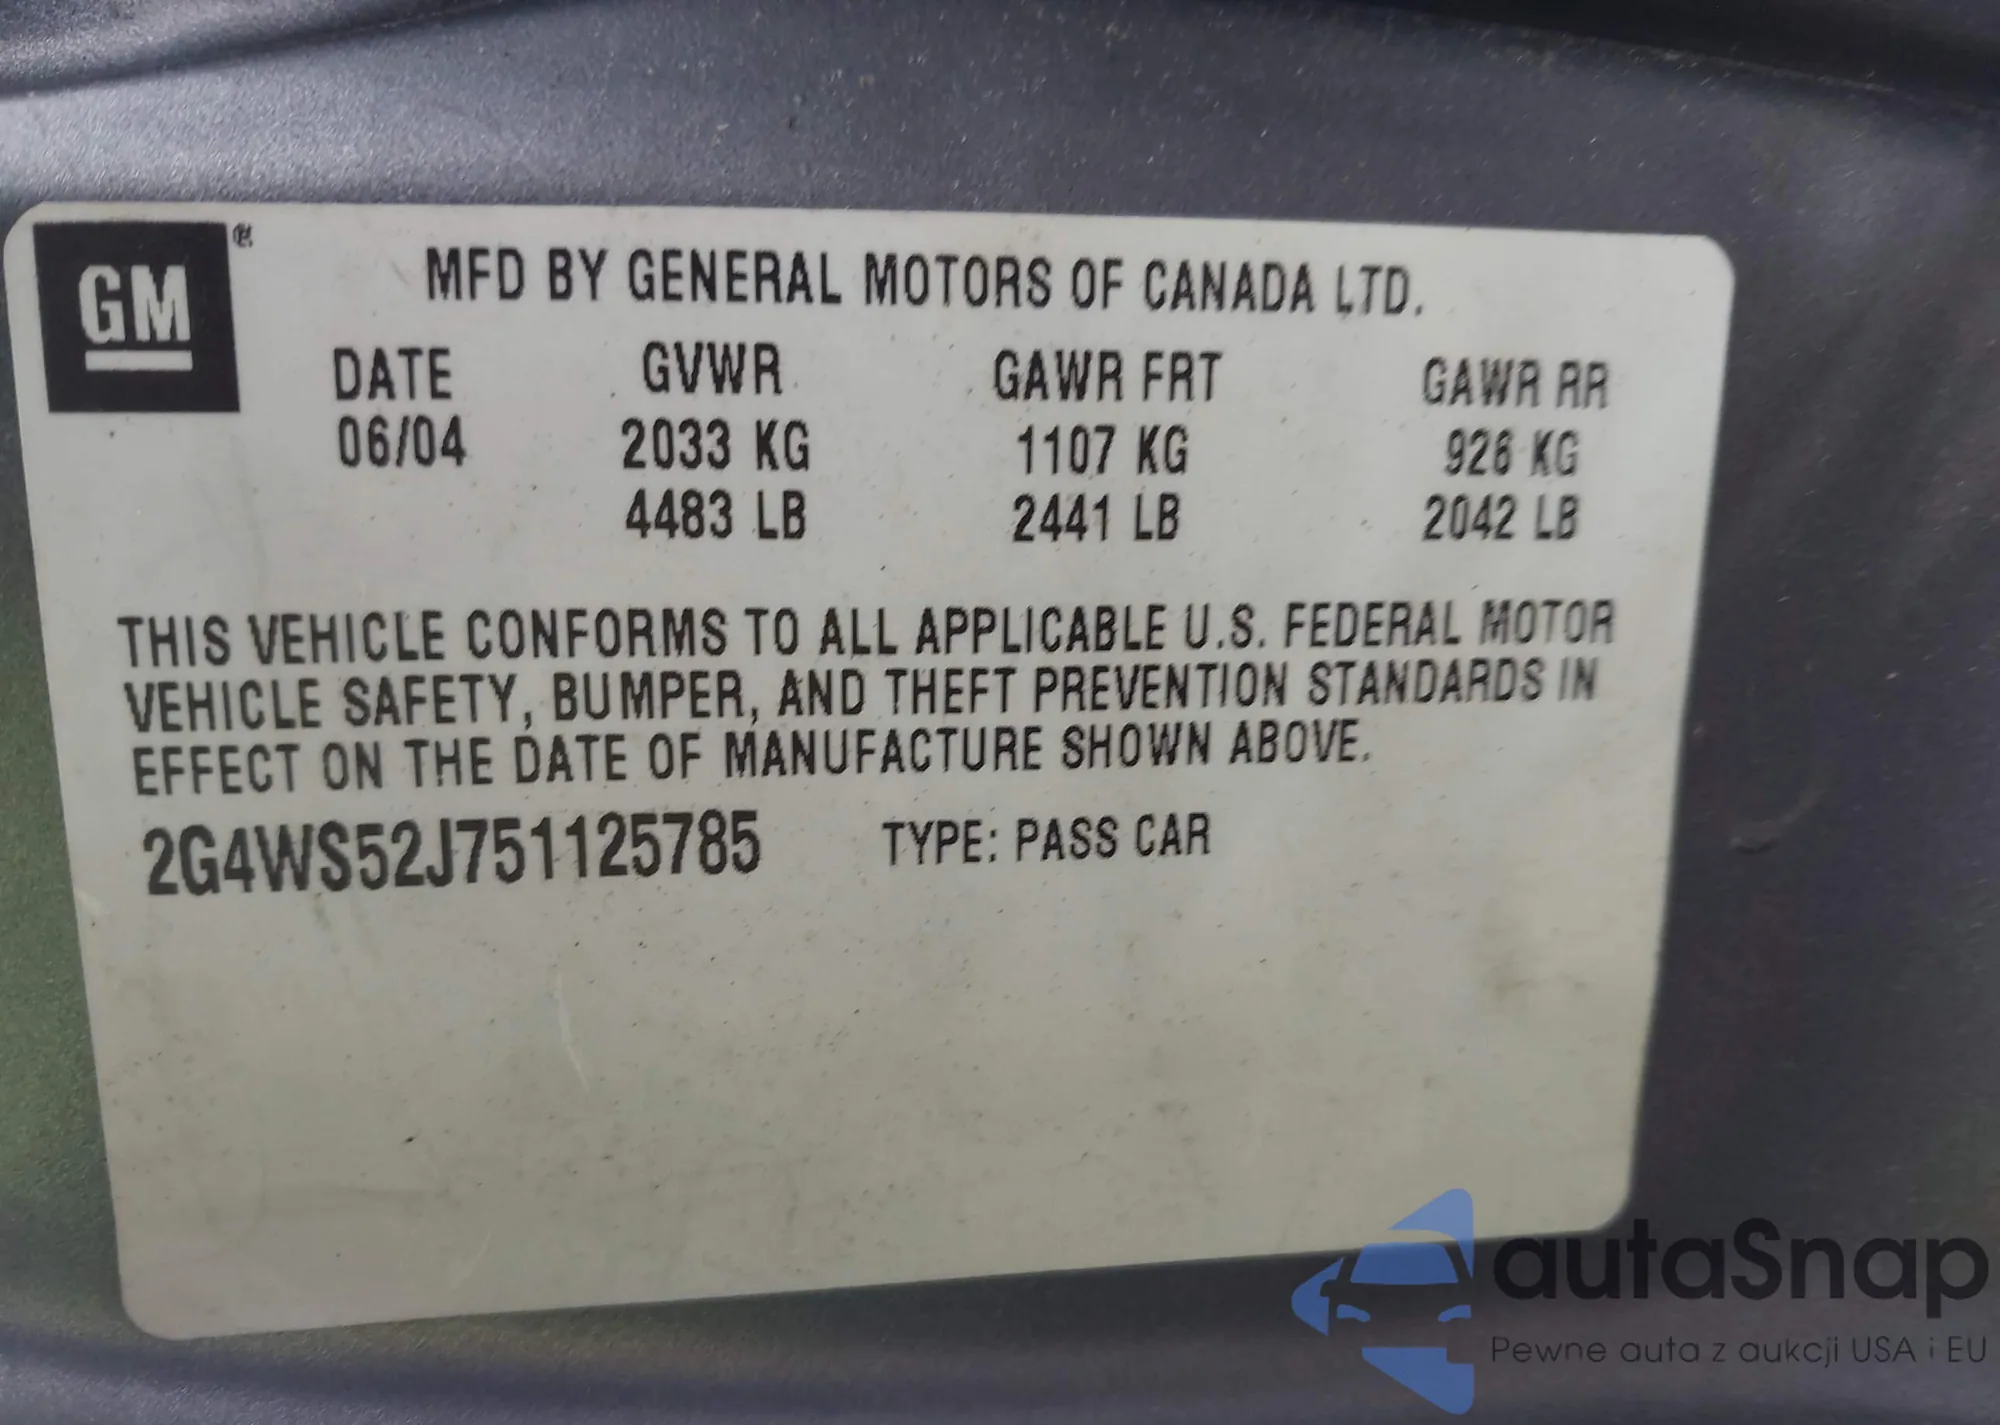 GM®
MFD BY GENERAL MOTORS OF CANADA LTD.
DATE GVWR GAWR FRT GAWR RR
06/04 2033 KG 1107 KG 926 KG
4483 LB 2441 LB 2042 LB
THIS VEHICLE CONFORMS TO ALL APPLICABLE U.S. FEDERAL MOTOR
VEHICLE SAFETY, BUMPER, AND THEFT PREVENTION STANDARDS IN
EFFECT ON THE DATE OF MANUFACTURE SHOWN ABOVE.
2G4WS52J751125785 TYPE: PASS CAR
autaSnap
Pewne auta z aukcji USA i EU